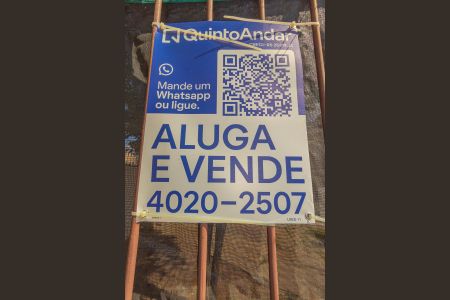 QuintoAndar
Mande um
Whatsapp
ou ligue.
ALUGA
E VENDE
4020-2507